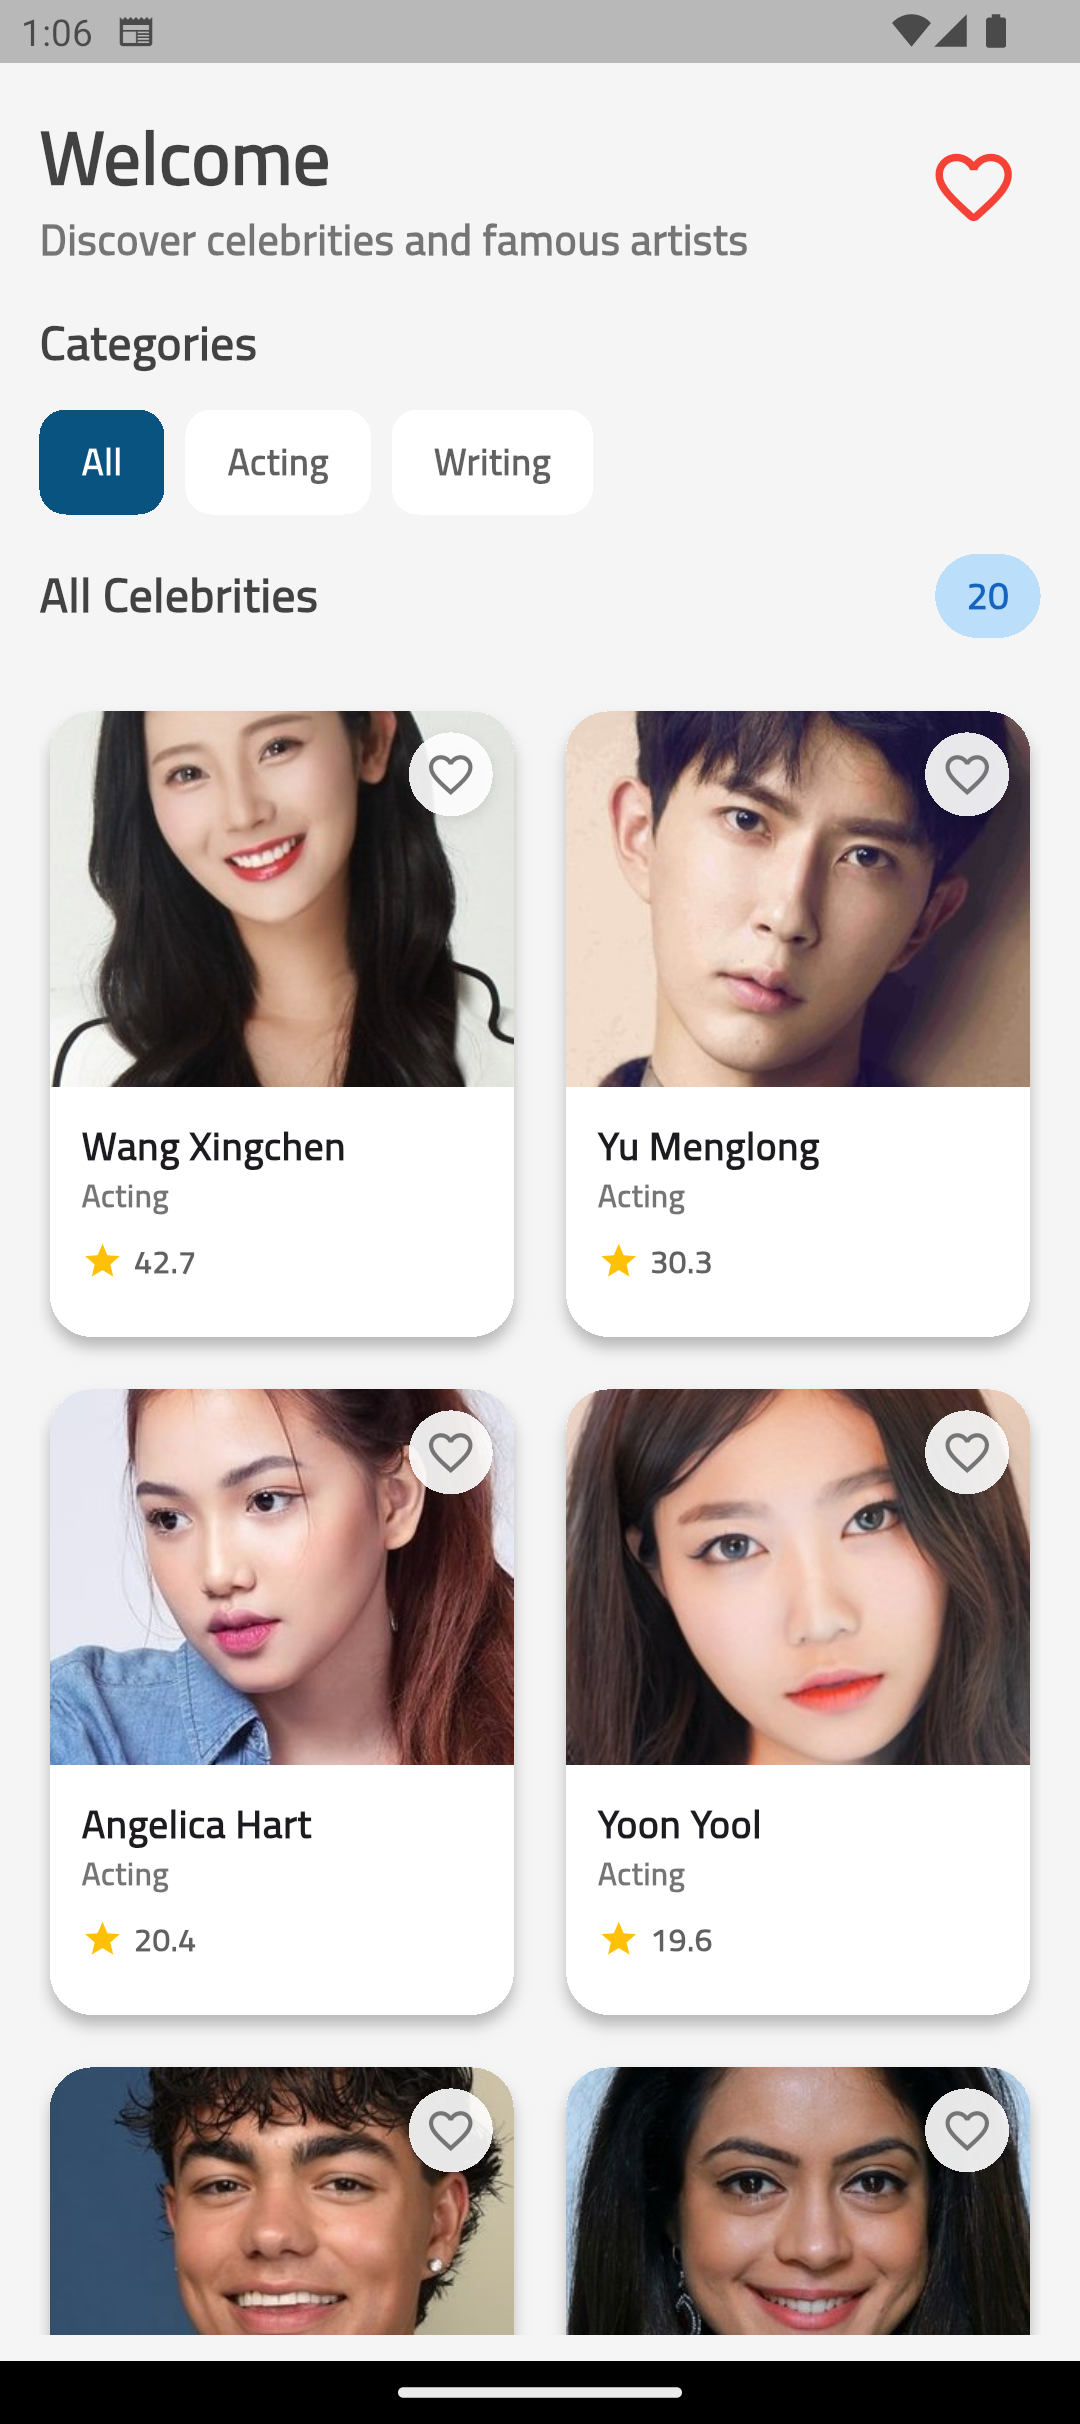 1:06
Welcome
Discover celebrities and famous artists
Categories
All
Acting
Writing
All Celebrities
20
Wang Xingchen
Acting
42.7
Yu Menglong
Acting
30.3
Angelica Hart
Acting
20.4
Yoon Yool
Acting
19.6